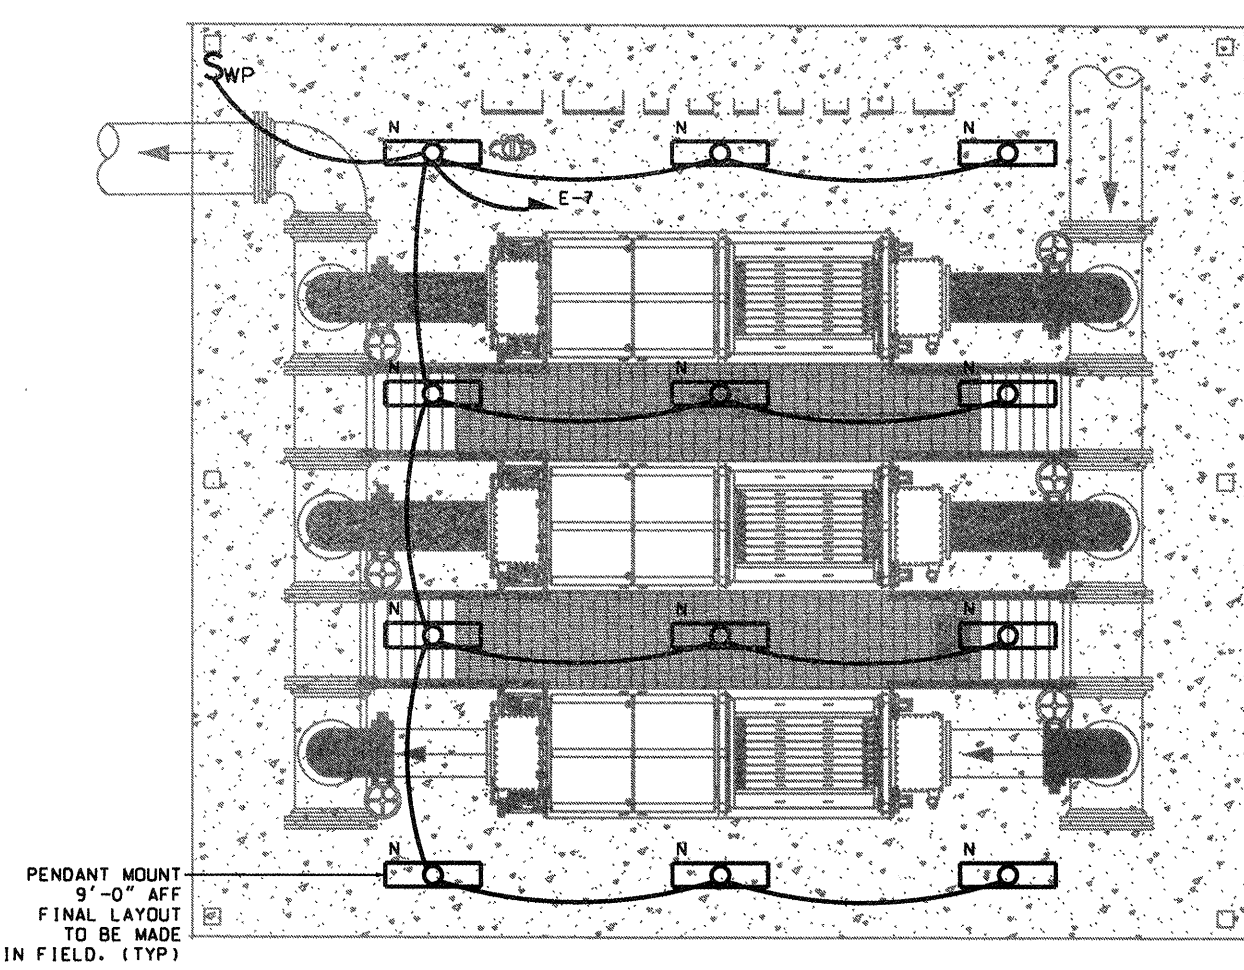 SWP
N
N
N
E-7
N
N
N
N
N
N
N
N
N
PENDANT MOUNT
9'-0" AFF
FINAL LAYOUT
TO BE MADE
IN FIELD. (TYP)